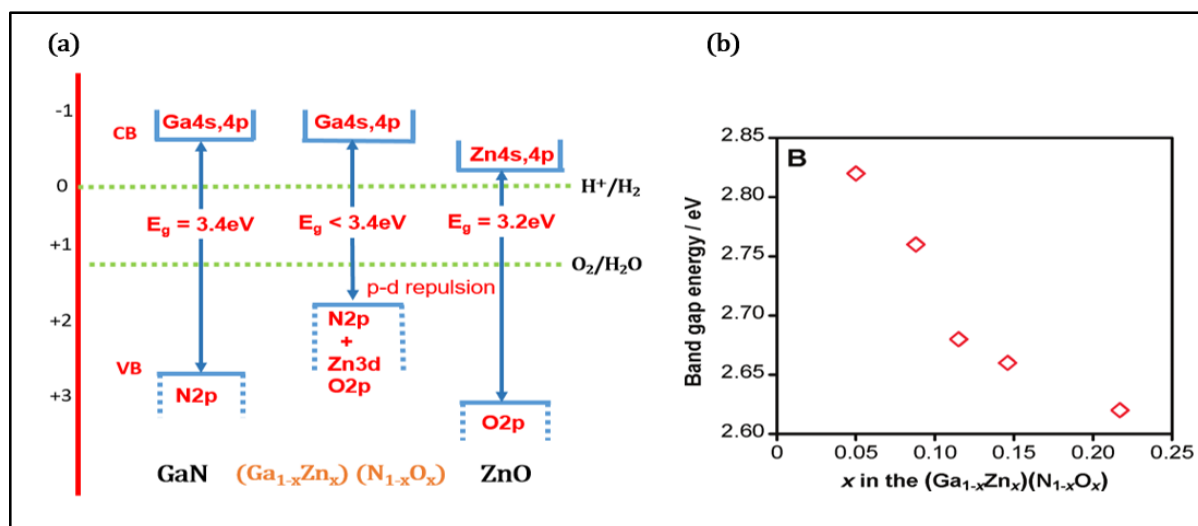 (a)
-1
0
+1
+2
+3
CB
VB
Ga4s,4p
Ga4s,4p
Zn4s,4p
H⁺/H₂
E_g = 3.4eV
E_g < 3.4eV
E_g = 3.2eV
O₂/H₂O
p-d repulsion
N2p
N2p
+
Zn3d
O2p
O2p
GaN
(Ga₁₋ₓZnₓ) (N₁₋ₓOₓ)
ZnO
(b)
B
Band gap energy / eV
2.85
2.80
2.75
2.70
2.65
2.60
0 0.05 0.10 0.15 0.20 0.25
x in the (Ga₁₋ₓZnₓ)(N₁₋ₓOₓ)